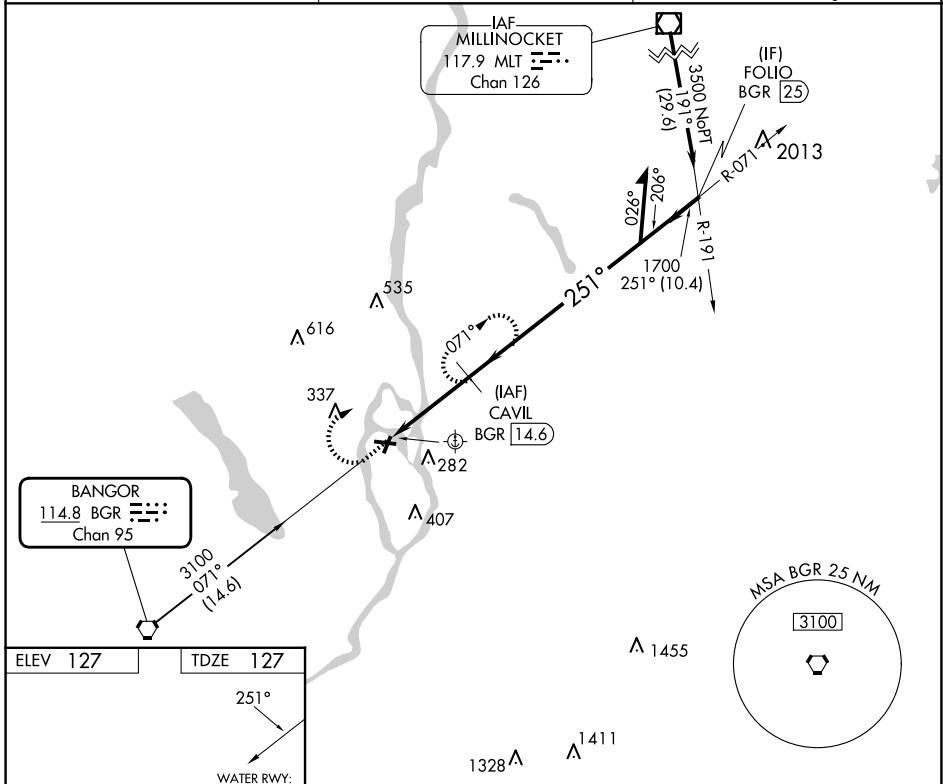 IAF
MILLINOCKET
117.9 MLT
Chan 126
3500 NoPT
191°
(29.6)
(IF)
FOLIO
BGR 25
2013
R-071
026°
206°
R-191
1700
251° (10.4)
251°
535
616
071°
337
(IAF)
CAVIL
BGR 14.6
282
407
BANGOR
114.8 BGR
Chan 95
3100
071°
(14.6)
MSA BGR 25 NM
3100
1455
1411
1328
ELEV 127
TDZE 127
251°
WATER RWY: